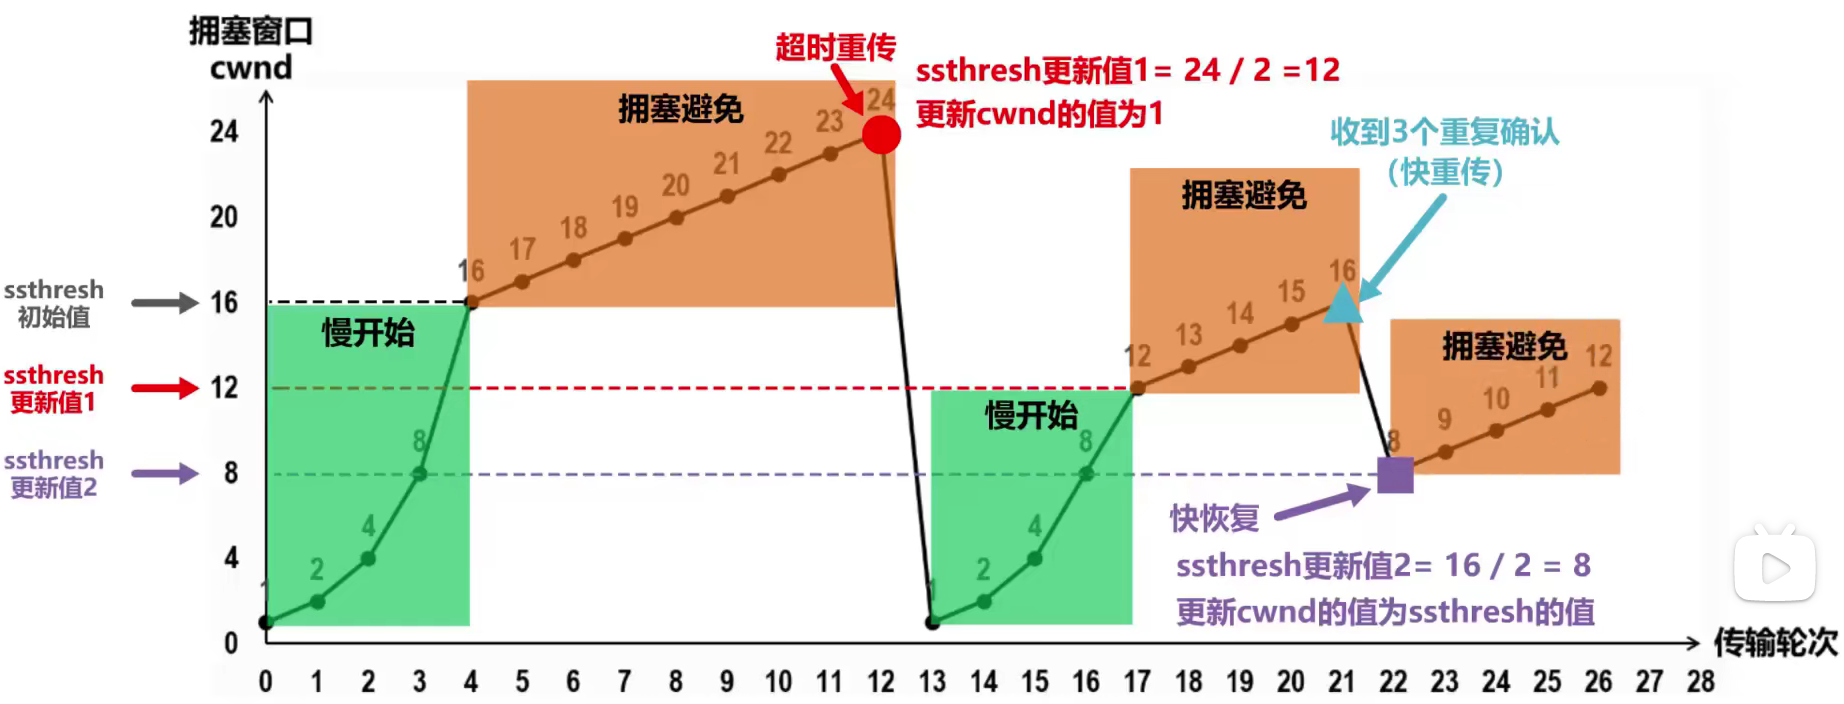 拥塞窗口
cwnd
24
20
16
12
8
4
0
ssthresh
初始值
ssthresh
更新值1
ssthresh
更新值2
慢开始
1
2
4
8
16
拥塞避免
17
18
19
20
21
22
23
24
超时重传
ssthresh更新值1= 24 / 2 =12
更新cwnd的值为1
慢开始
1
2
4
8
12
拥塞避免
13
14
15
16
收到3个重复确认
（快重传）
拥塞避免
8
9
10
11
12
快恢复
ssthresh更新值2= 16 / 2 = 8
更新cwnd的值为ssthresh的值
0 1 2 3 4 5 6 7 8 9 10 11 12 13 14 15 16 17 18 19 20 21 22 23 24 25 26 27 28
传输轮次